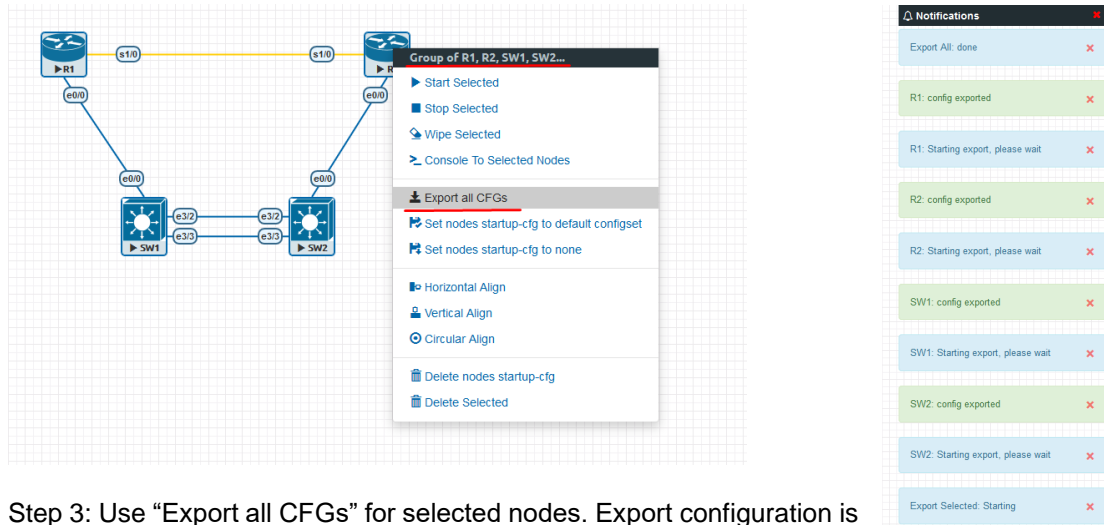 s1/0
s1/0
R1
R
e0/0
e0/0
e0/0
e0/0
e3/2
e3/2
e3/3
e3/3
SW1
SW2
Group of R1, R2, SW1, SW2...
Start Selected
Stop Selected
Wipe Selected
Console To Selected Nodes
Export all CFGs
Set nodes startup-cfg to default configset
Set nodes startup-cfg to none
Horizontal Align
Vertical Align
Circular Align
Delete nodes startup-cfg
Delete Selected
Notifications
Export All: done
R1: config exported
R1: Starting export, please wait
R2: config exported
R2: Starting export, please wait
SW1: config exported
SW1: Starting export, please wait
SW2: config exported
SW2: Starting export, please wait
Export Selected: Starting
Step 3: Use “Export all CFGs” for selected nodes. Export configuration is